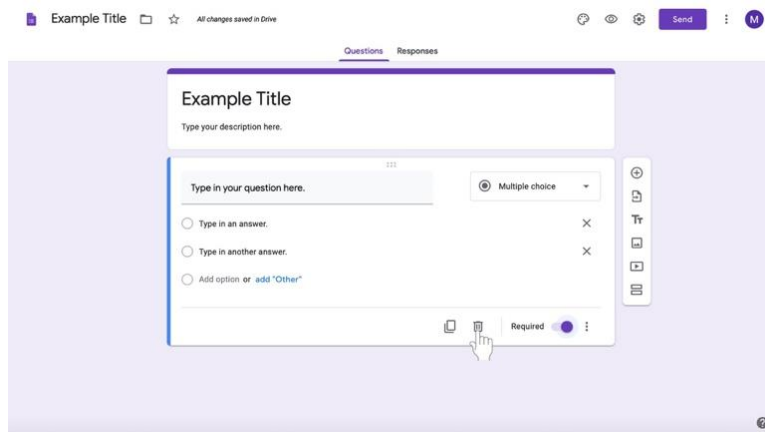 Example Title
All changes saved in Drive
Send
M
Questions
Responses
Example Title
Type your description here.
Type in your question here.
Multiple choice
Type in an answer.
Type in another answer.
Add option or add "Other"
Required
Tт